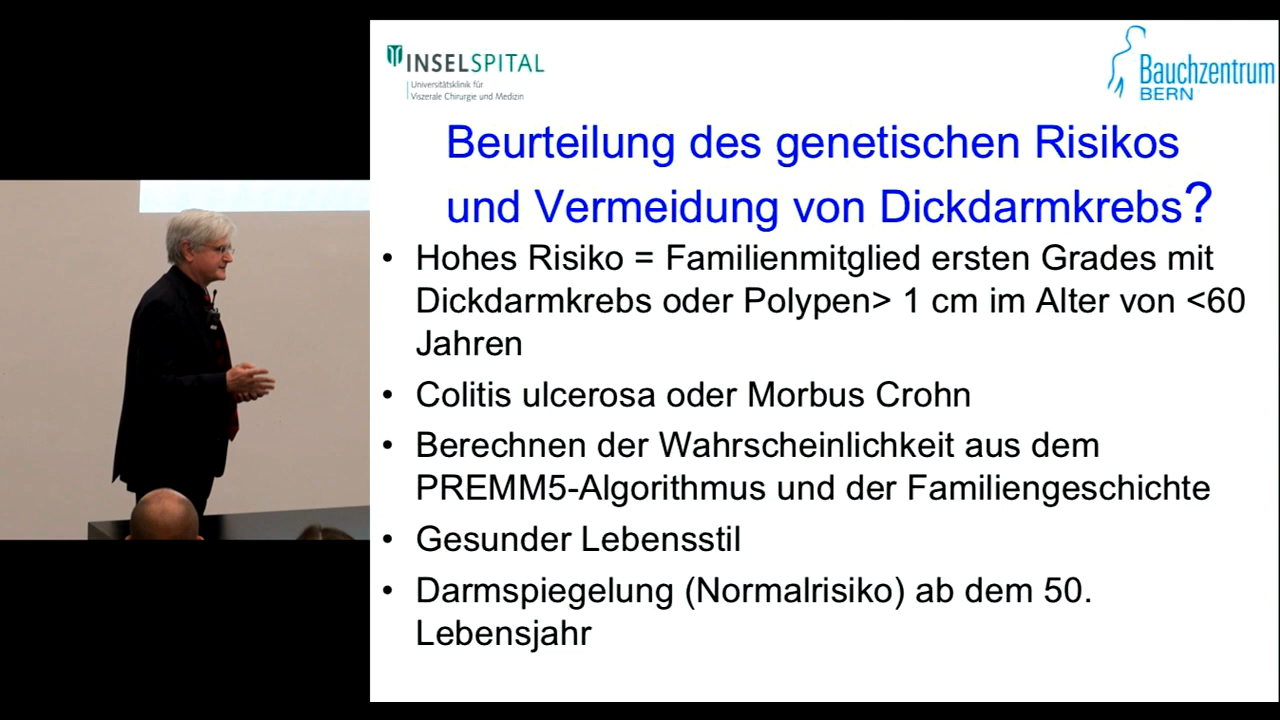 INSELSPITAL
Universitätsklinik für
Viszerale Chirurgie und Medizin
Bauchzentrum
BERN
Beurteilung des genetischen Risikos
und Vermeidung von Dickdarmkrebs?
• Hohes Risiko = Familienmitglied ersten Grades mit
Dickdarmkrebs oder Polypen> 1 cm im Alter von <60
Jahren
• Colitis ulcerosa oder Morbus Crohn
• Berechnen der Wahrscheinlichkeit aus dem
PREMM5-Algorithmus und der Familiengeschichte
• Gesunder Lebensstil
• Darmspiegelung (Normalrisiko) ab dem 50.
Lebensjahr